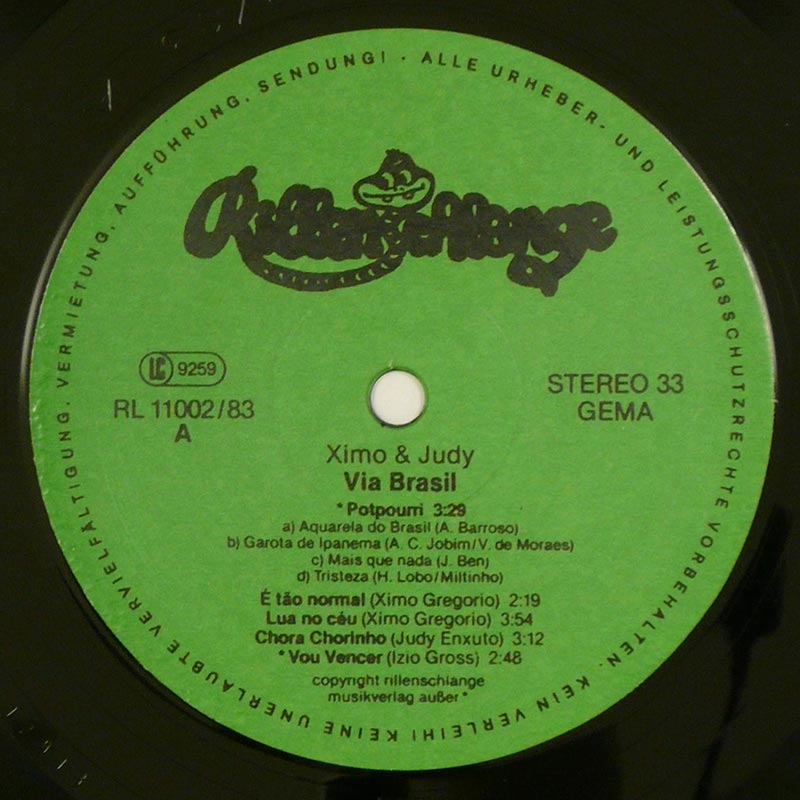 ALLE URHEBER- UND LEISTUNGSSCHUTZRECHTE VORBEHALTEN. KEIN VERLEIH! KEINE UNERLAUBTE VERVIELFÄLTIGUNG, VERMIETUNG, AUFFÜHRUNG, SENDUNG! ·
Rillenschlange
LC 9259
RL 11002/83
A
STEREO 33
GEMA
Ximo & Judy
Via Brasil
*Potpourri 3:29
a) Aquarela do Brasil (A. Barroso)
b) Garota de Ipanema (A. C. Jobim/V. de Moraes)
c) Mais que nada (J. Ben)
d) Tristeza (H. Lobo/Miltinho)
É tão normal (Ximo Gregorio) 2:19
Lua no céu (Ximo Gregorio) 3:54
Chora Chorinho (Judy Enxuto) 3:12
*Vou Vencer (Izio Gross) 2:48
copyright rillenschlange
musikverlag außer*